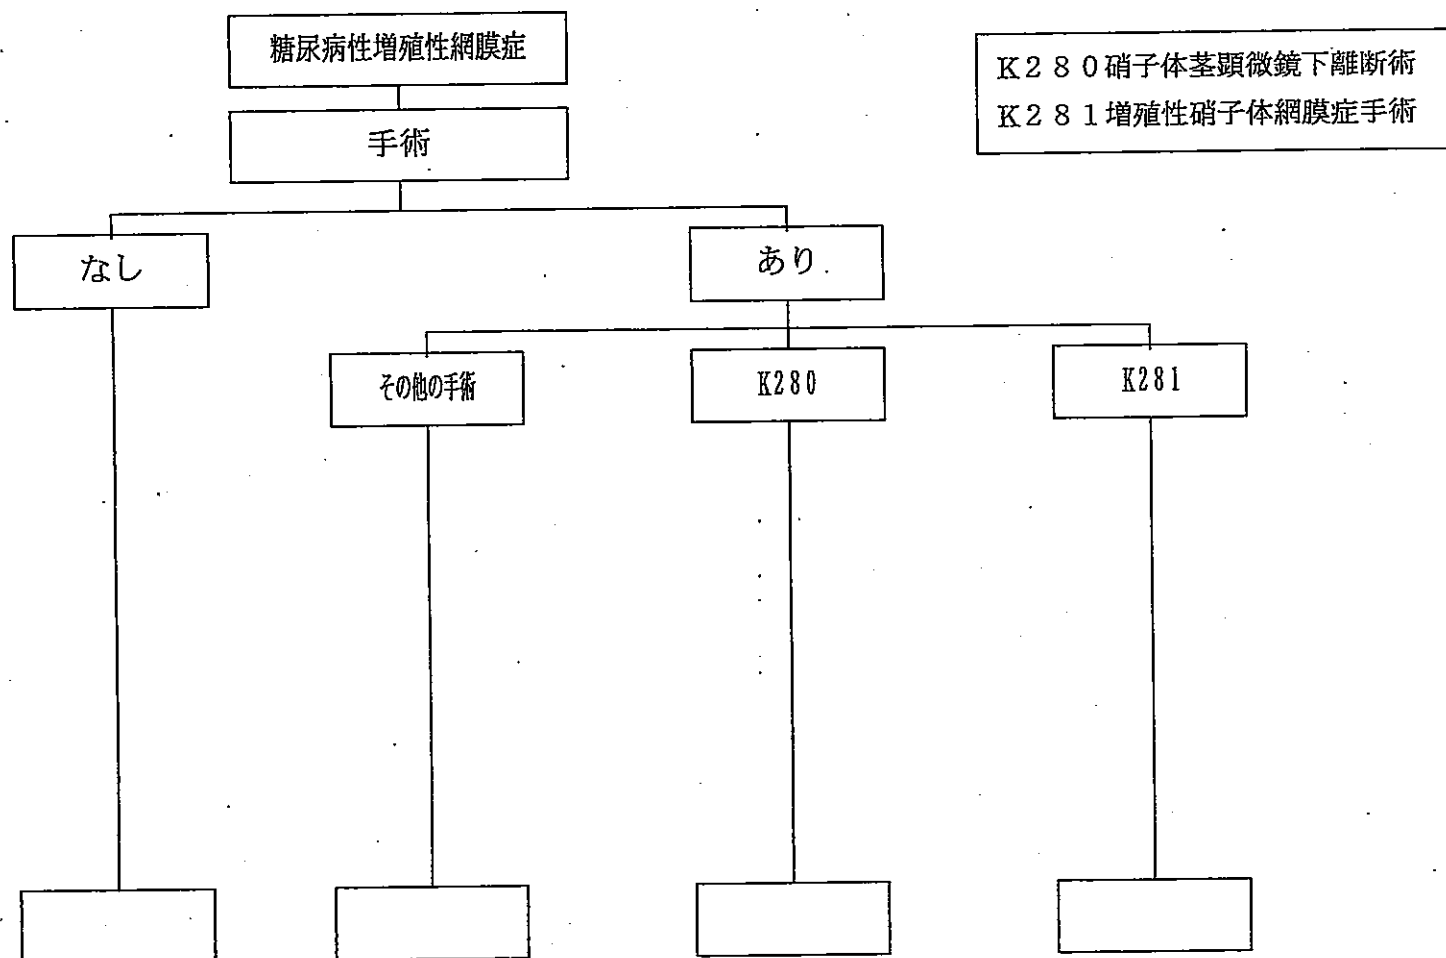 糖尿病性増殖性網膜症
手術
K280硝子体茎顕微鏡下離断術
K281増殖性硝子体網膜症手術
なし
あり
その他の手術
K280
K281